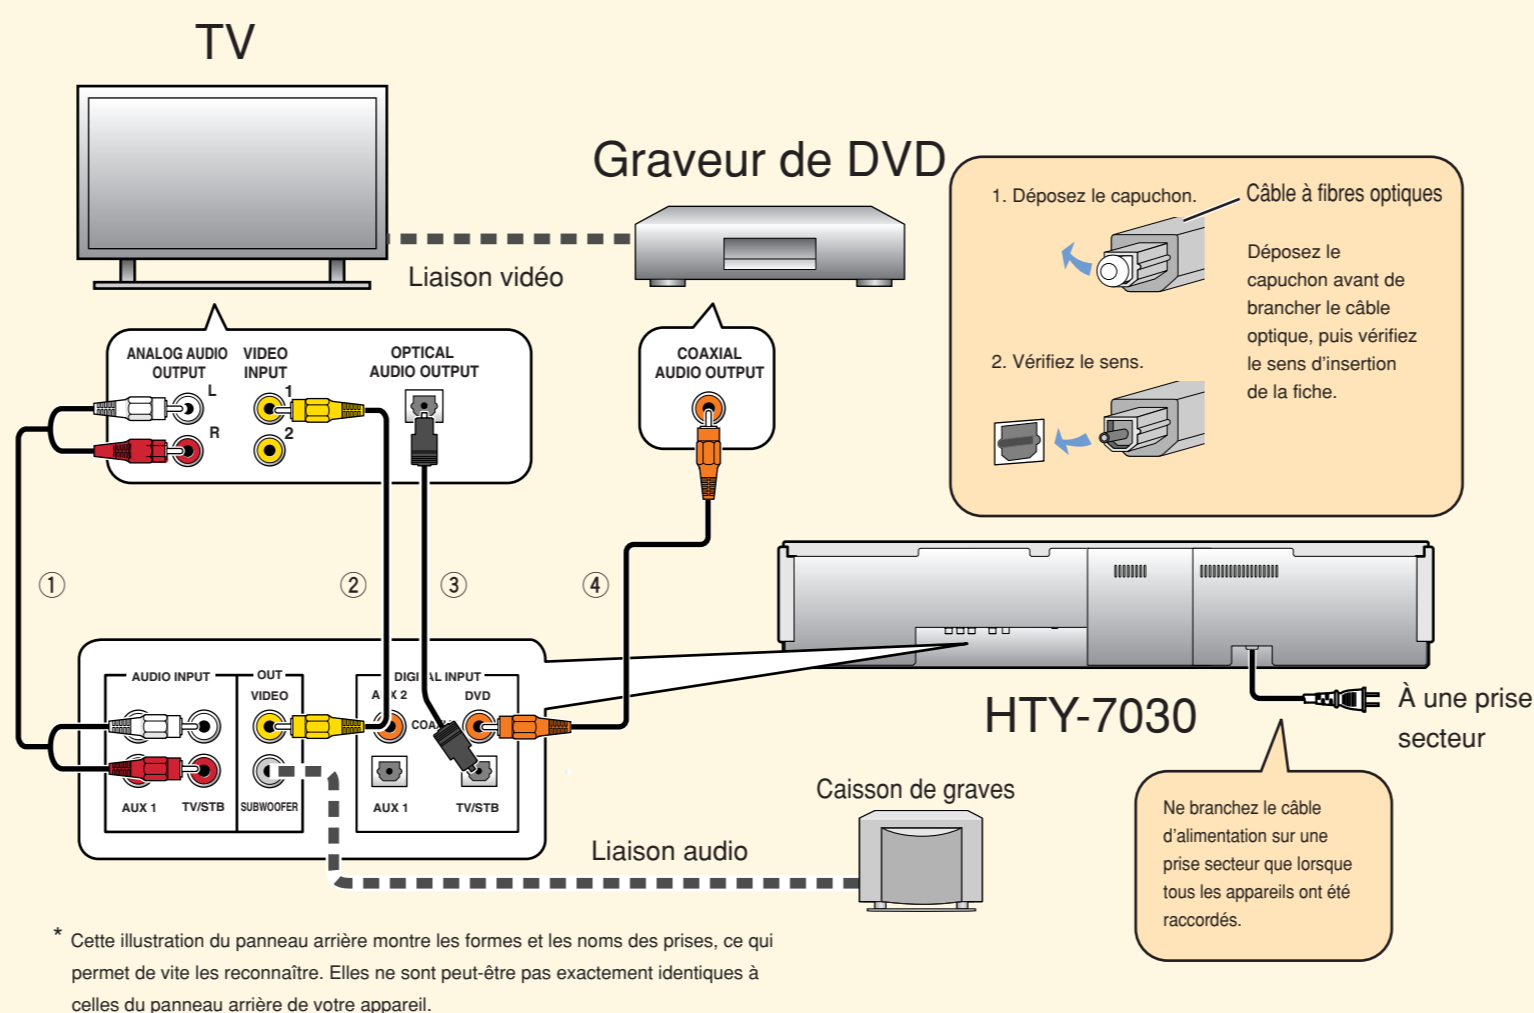 TV
Graveur de DVD
Liaison vidéo
1. Déposez le capuchon.
Câble à fibres optiques
Déposez le
capuchon avant de
brancher le câble
optique, puis vérifiez
le sens d'insertion
de la fiche.
2. Vérifiez le sens.
ANALOG AUDIO
OUTPUT
L
R
VIDEO
INPUT
1
2
OPTICAL
AUDIO OUTPUT
COAXIAL
AUDIO OUTPUT
①
②
③
④
AUDIO INPUT
AUX 1
TV/STB
OUT
VIDEO
SUBWOOFER
INPUT
2
DVD
AUX 1
TV/STB
HTY-7030
À une prise
secteur
Caisson de graves
Liaison audio
Ne branchez le câble
d'alimentation sur une
prise secteur que lorsque
tous les appareils ont été
raccordés.
* Cette illustration du panneau arrière montre les formes et les noms des prises, ce qui
permet de vite les reconnaître. Elles ne sont peut-être pas exactement identiques à
celles du panneau arrière de votre appareil.